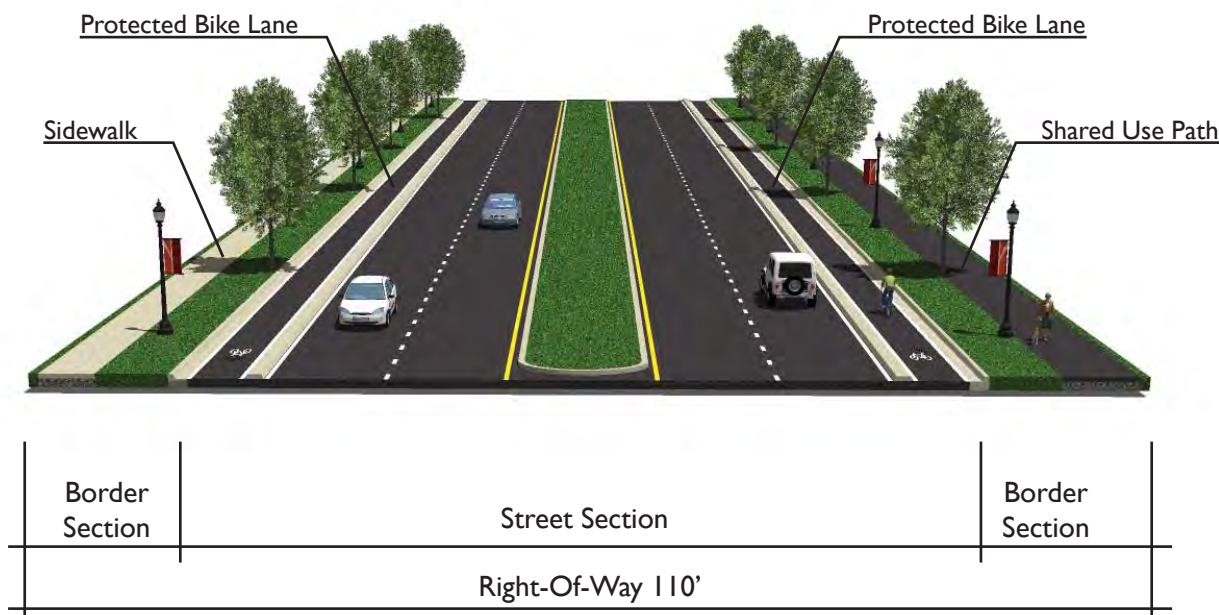 Protected Bike Lane
Protected Bike Lane
Sidewalk
Shared Use Path
Border
Section
Street Section
Border
Section
Right-Of-Way 110'